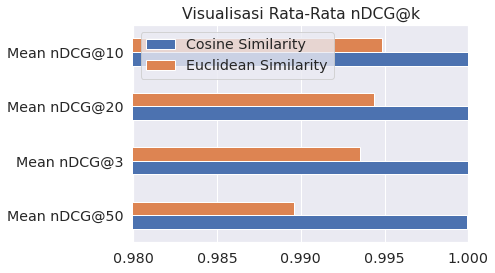 Visualisasi Rata-Rata nDCG@k
Cosine Similarity
Euclidean Similarity
Mean nDCG@10
Mean nDCG@20
Mean nDCG@3
Mean nDCG@50
0.980 0.985 0.990 0.995 1.000